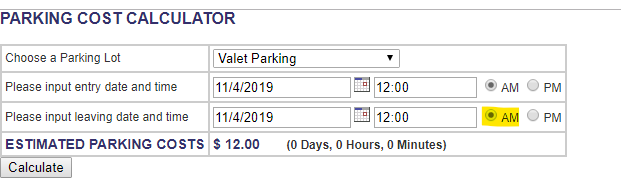 PARKING COST CALCULATOR
Choose a Parking Lot Valet Parking
Please input entry date and time 11/4/2019 12:00 AM PM
Please input leaving date and time 11/4/2019 12:00 AM PM
ESTIMATED PARKING COSTS $ 12.00 (0 Days, 0 Hours, 0 Minutes)
Calculate